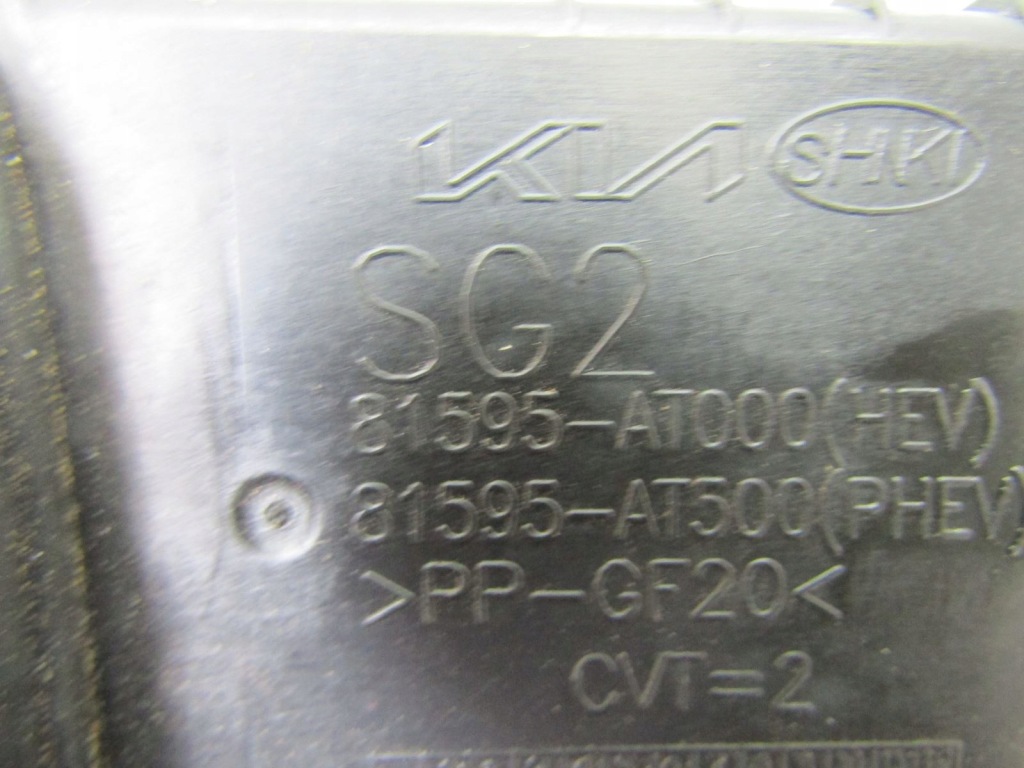 KIA SHKI
SG2
81595-AT000(HEV)
81595-AT500(PHEV)
>PP-GF20<
CVT=2